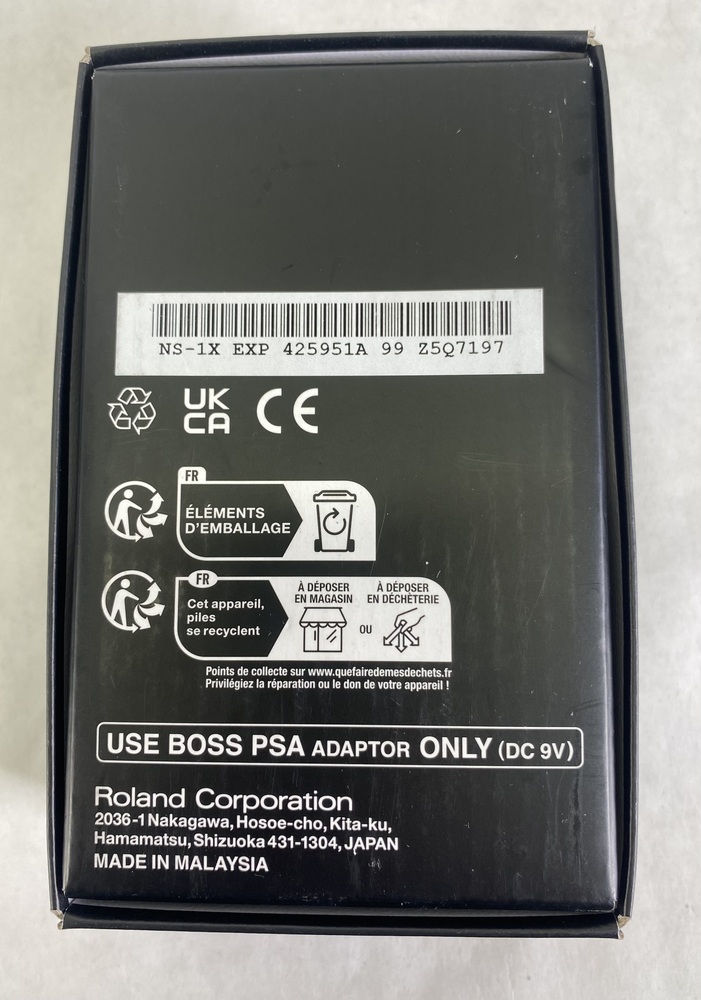 NS-1X EXP 425951A 99 Z5Q7197
UK
CA CE
FR
ÉLÉMENTS
D'EMBALLAGE
FR
Cet appareil,
piles
se recyclent
À DÉPOSER
EN MAGASIN
OU
À DÉPOSER
EN DÉCHÈTERIE
Points de collecte sur www.quefairedemesdechets.fr
Privilégiez la réparation ou le don de votre appareil !
USE BOSS PSA ADAPTOR ONLY (DC 9V)
Roland Corporation
2036-1 Nakagawa, Hosoe-cho, Kita-ku,
Hamamatsu, Shizuoka 431-1304, JAPAN
MADE IN MALAYSIA